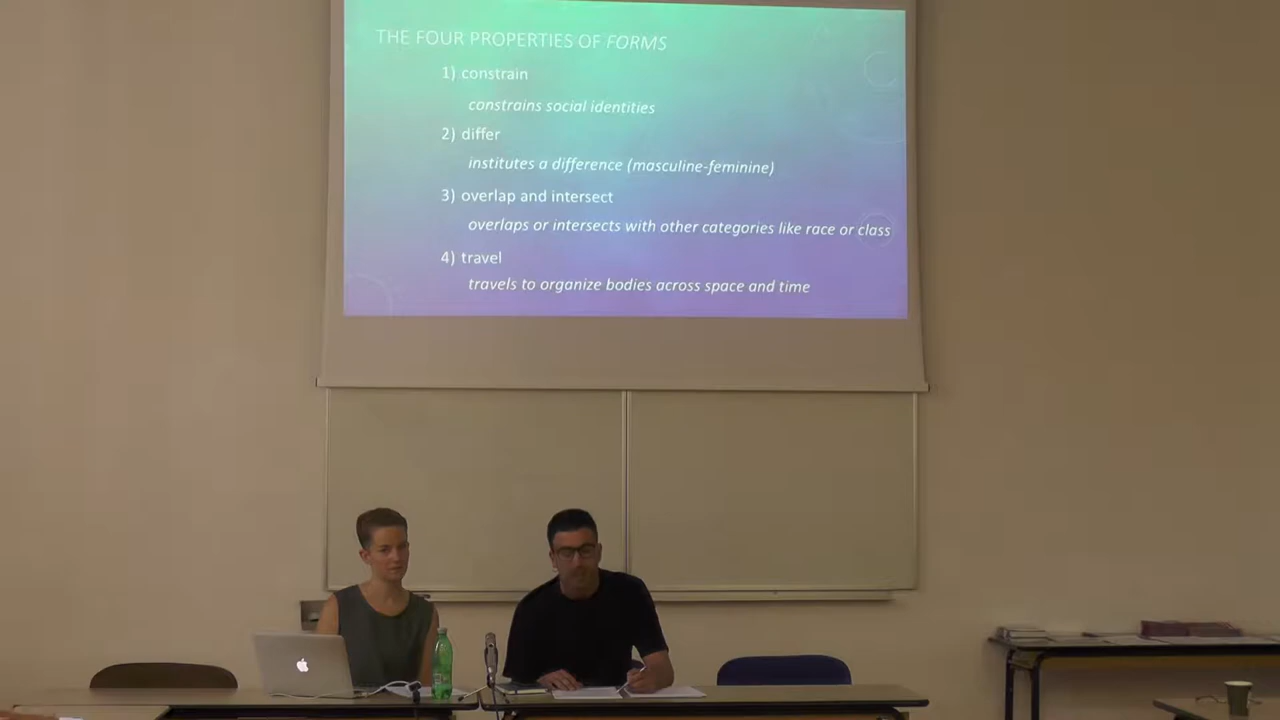 THE FOUR PROPERTIES OF FORMS
1) constrain
constrains social identities
2) differ
institutes a difference (masculine-feminine)
3) overlap and intersect
overlaps or intersects with other categories like race or class
4) travel
travels to organize bodies across space and time